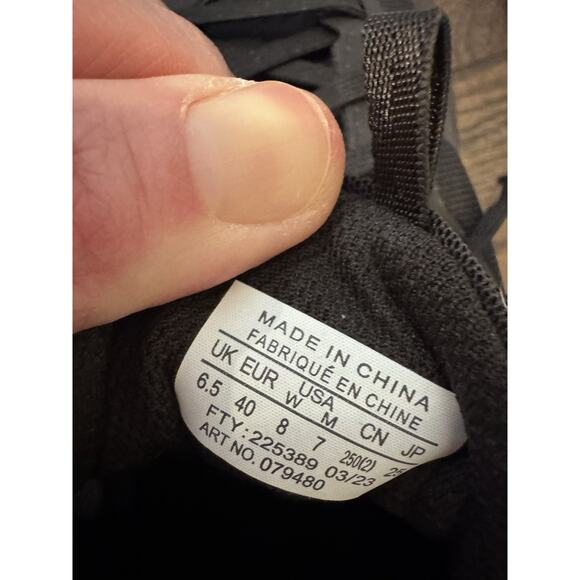 MADE IN CHINA
FABRIQUÉ EN CHINE
UK EUR USA CN JP
W M
6.5 40 8 7 250(2)
FTY: 225389 03/23
ART NO. 079480